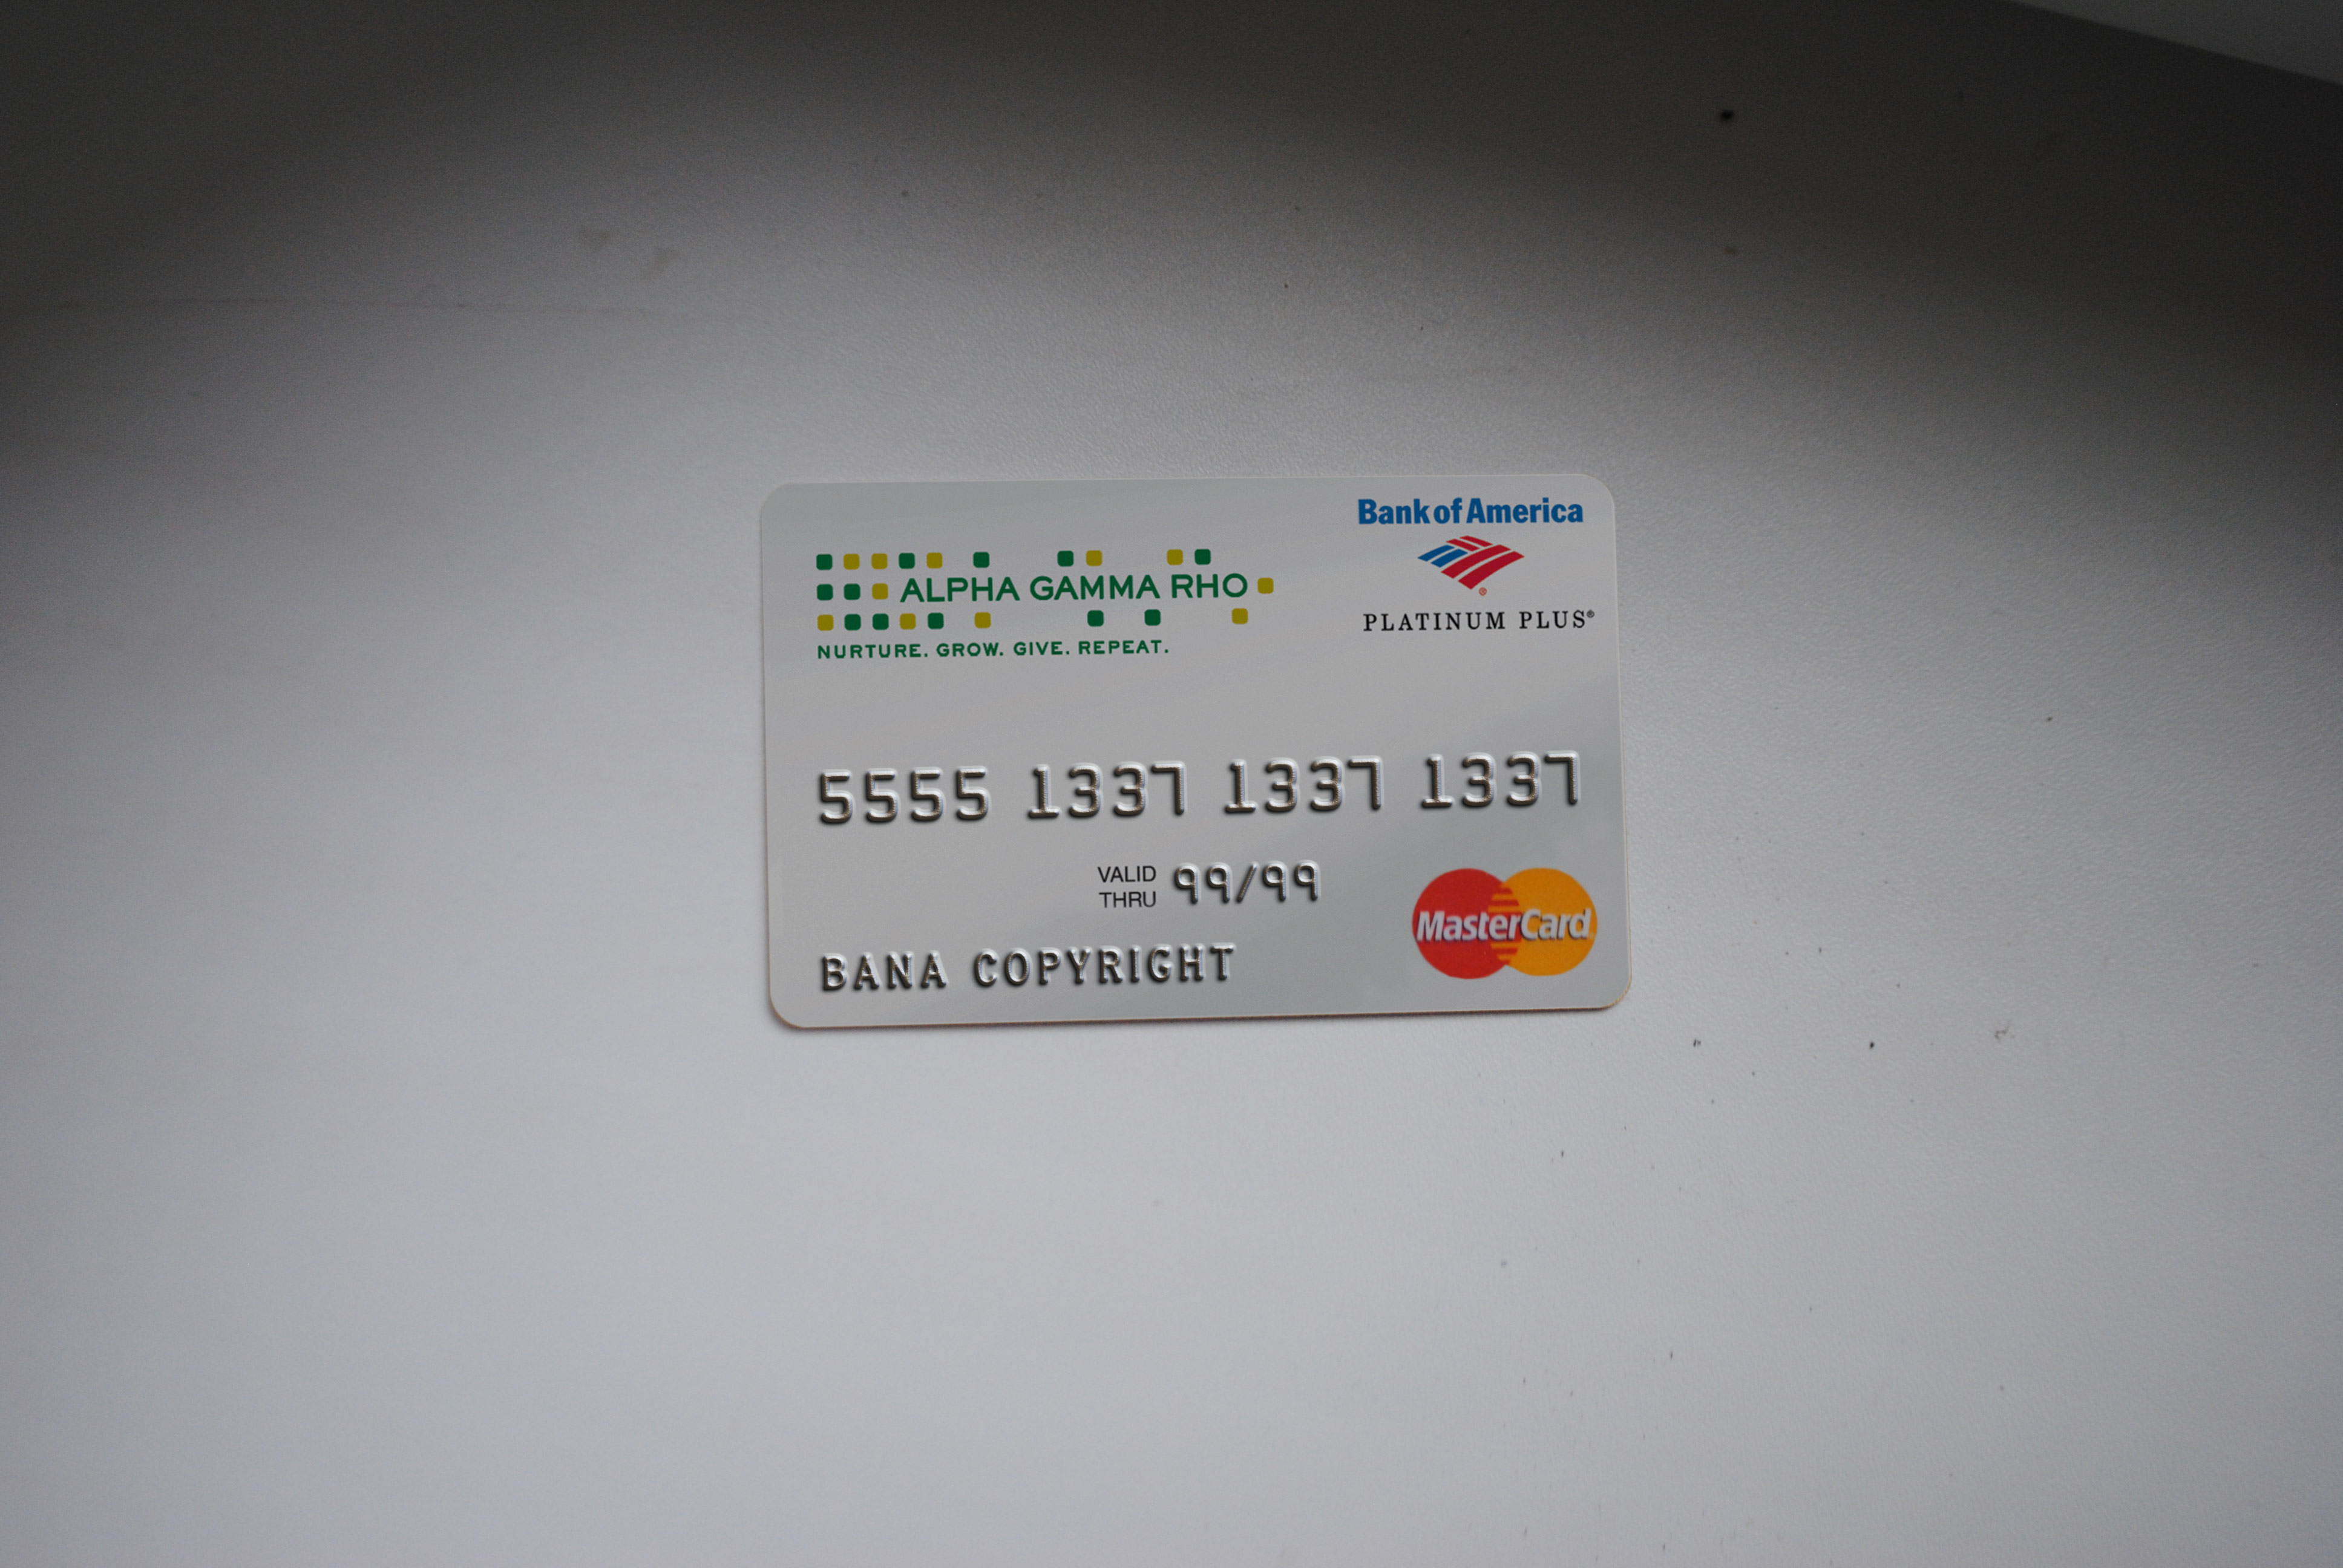 Bank of America
ALPHA GAMMA RHO
NURTURE. GROW. GIVE. REPEAT.
PLATINUM PLUS®
5555 1337 1337 1337
VALID THRU 99/99
BANA COPYRIGHT
MasterCard